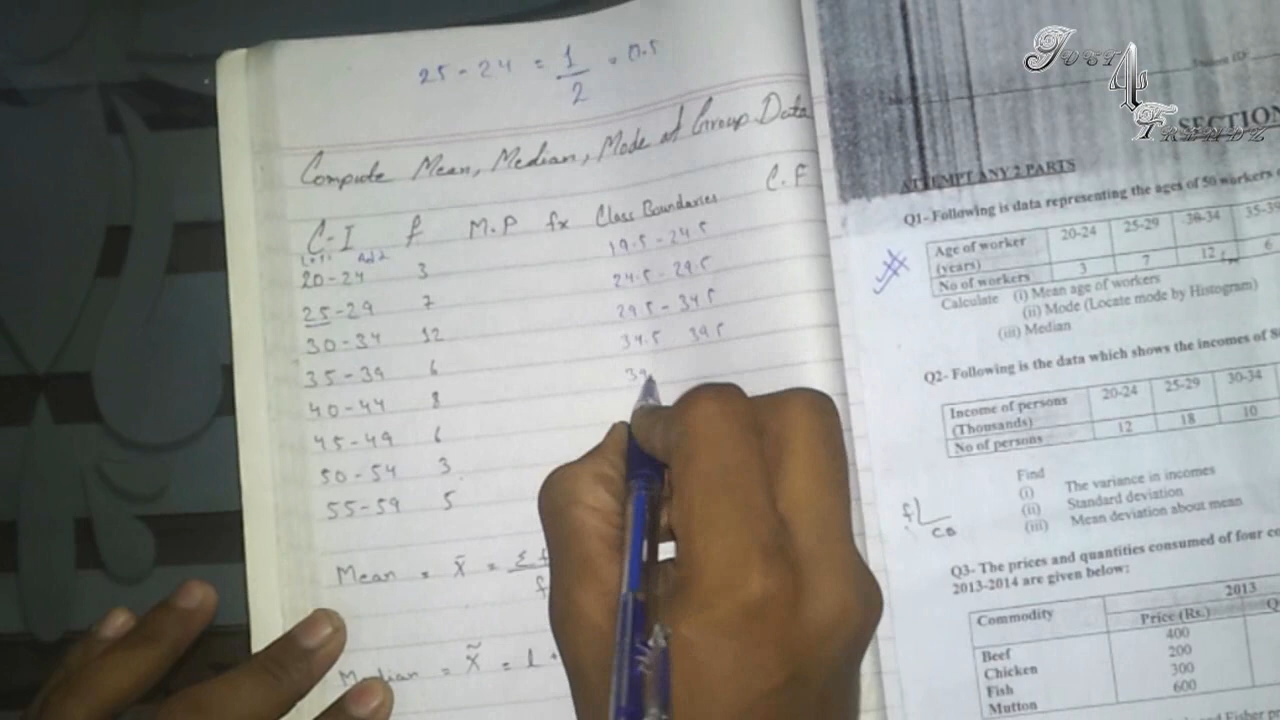 25 - 24 = 1/2 = 0.5
Compute Mean, Median, Mode of Group Data
C-I f M.P fx Class Boundaries C.F
20-24 3 19.5-24.5
25-29 7 24.5-29.5
30-34 12 29.5-34.5
35-39 6 34.5 39.5
40-44 8 39.
45-49 6
50-54 3
55-59 5
Mean = x̄ = Σf
f
Median = x̃ = l +
Just
4
Trendz
SECTION
ATTEMPT ANY 2 PARTS
Q1- Following is data representing the ages of 50 workers
Age of worker (years) 20-24 25-29 30-34 35-39
No of workers 3 7 12 6
Calculate (i) Mean age of workers
(ii) Mode (Locate mode by Histogram)
(iii) Median
Q2- Following is the data which shows the incomes of
Income of persons (Thousands) 20-24 25-29 30-34
No of persons 12 18 10
Find
(i) The variance in incomes
(ii) Standard deviation
(iii) Mean deviation about mean
Q3- The prices and quantities consumed of four
2013-2014 are given below:
Commodity 2013
Price (Rs.)
Beef 400
Chicken 200
Fish 300
Mutton 600